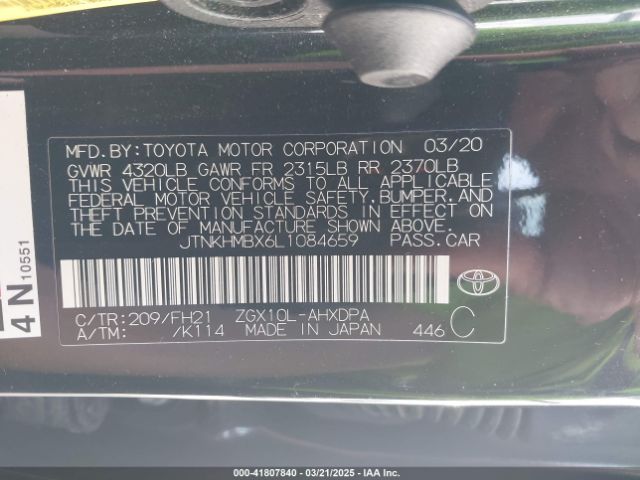 MFD.BY:TOYOTA MOTOR CORPORATION 03/20
GVWR 4320LB GAWR FR 2315LB RR 2370LB
THIS VEHICLE CONFORMS TO ALL APPLICABLE
FEDERAL MOTOR VEHICLE SAFETY,BUMPER,AND
THEFT PREVENTION STANDARDS IN EFFECT ON
THE DATE OF MANUFACTURE SHOWN ABOVE.
JTNKHMBX6L1084659 PASS.CAR
C/TR:209/FH21 ZGX10L-AHXDPA
A/TM: /K114 MADE IN JAPAN 446 C
4N 10551
000-41807840 | 03/21/2025 | IAA, Inc.